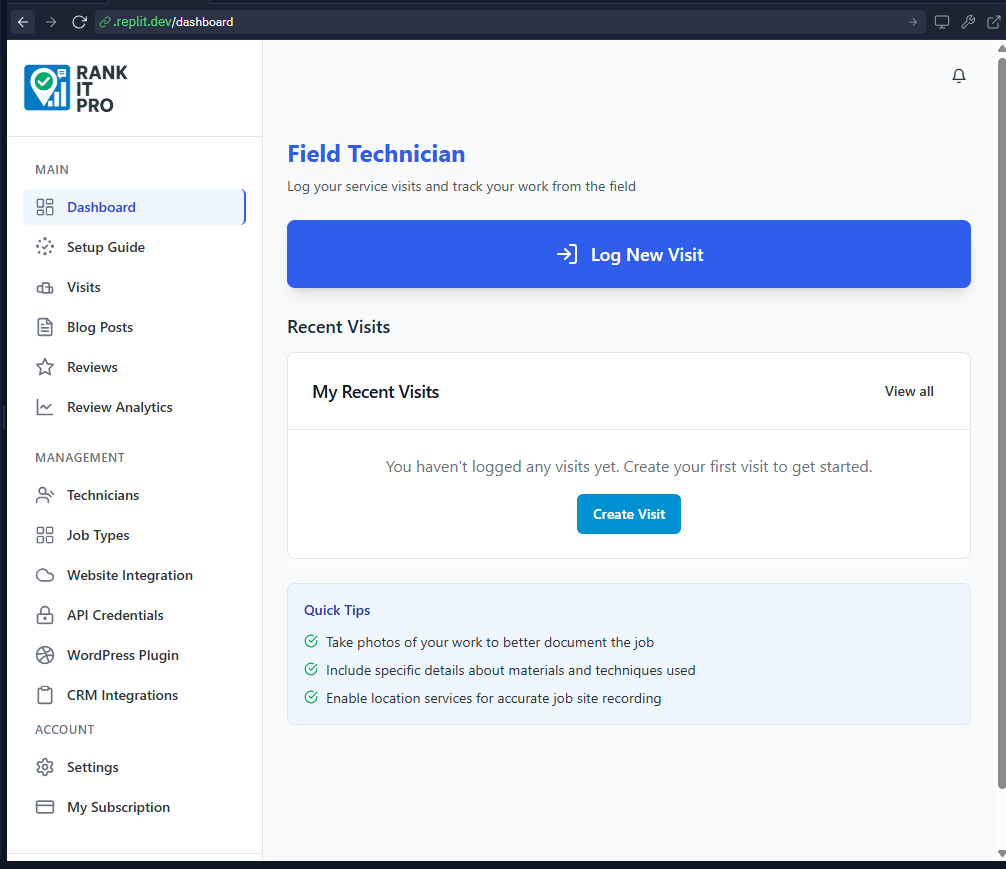 .replit.dev/dashboard
RANK
IT
PRO
MAIN
Dashboard
Setup Guide
Visits
Blog Posts
Reviews
Review Analytics
MANAGEMENT
Technicians
Job Types
Website Integration
API Credentials
WordPress Plugin
CRM Integrations
ACCOUNT
Settings
My Subscription
Field Technician
Log your service visits and track your work from the field
Log New Visit
Recent Visits
My Recent Visits
View all
You haven't logged any visits yet. Create your first visit to get started.
Create Visit
Quick Tips
Take photos of your work to better document the job
Include specific details about materials and techniques used
Enable location services for accurate job site recording